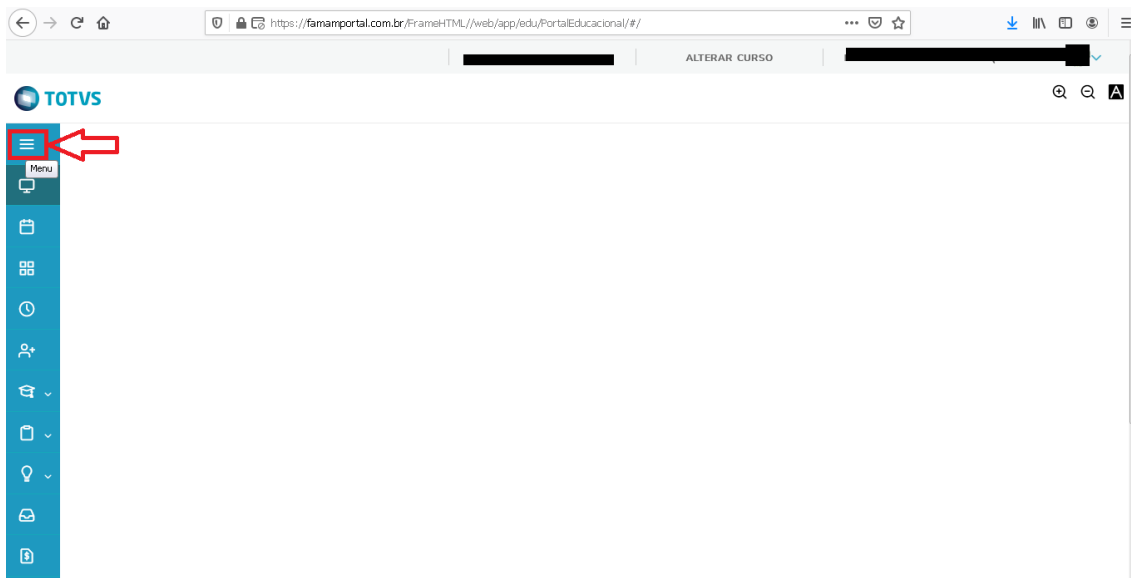 https://famamportal.com.br/FrameHTML//web/app/edu/PortalEducacional/#/
ALTERAR CURSO
TOTVS
A
Menu